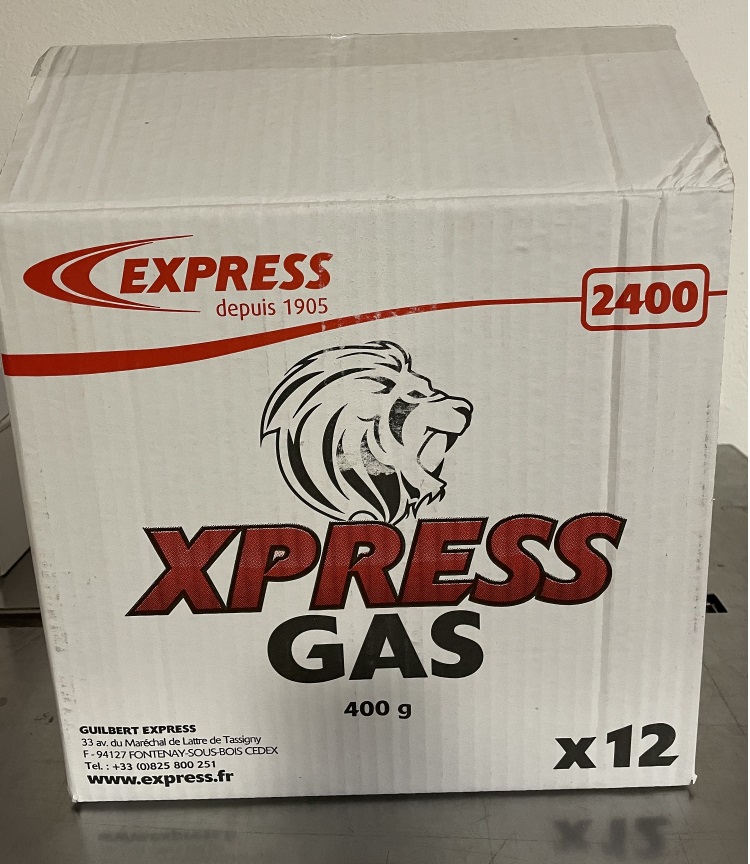 EXPRESS
depuis 1905
2400
XPRESS
GAS
400 g
GUILBERT EXPRESS
33 av. du Maréchal de Lattre de Tassigny
F - 94127 FONTENAY-SOUS-BOIS CEDEX
Tel. : +33 (0)825 800 251
www.express.fr
x12